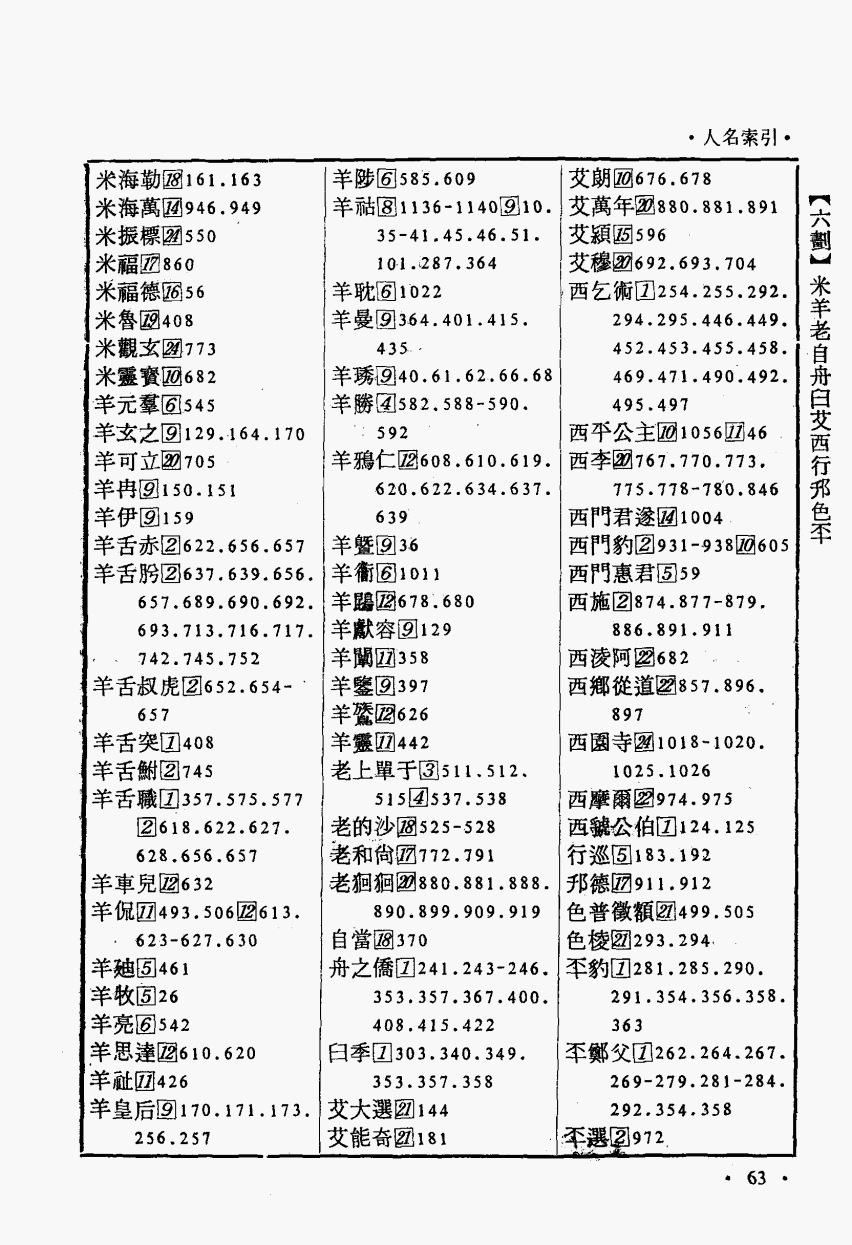 ·人名索引·
米海勒[18]161.163
米海萬[14]946.949
米振標[24]550
米福[17]860
米福德[16]56
米魯[19]408
米觀玄[24]773
米靈寶[10]682
羊元羣[6]545
羊玄之[9]129.164.170
羊可立[20]705
羊冉[9]150.151
羊伊[9]159
羊舌赤[2]622.656.657
羊舌肹[2]637.639.656.
657.689.690.692.
693.713.716.717.
742.745.752
羊舌叔虎[2]652.654-
657
羊舌突[1]408
羊舌鮒[2]745
羊舌職[1]357.575.577
[2]618.622.627.
628.656.657
羊車兒[12]632
羊侃[11]493.506[12]613.
623-627.630
羊[5]461
羊牧[5]26
羊亮[6]542
羊思達[12]610.620
羊祉[11]426
羊皇后[9]170.171.173.
256.257
羊陟[6]585.609
羊祜[8]1136-1140[9]10.
35-41.45.46.51.
101.287.364
羊耽[6]1022
羊曼[9]364.401.415.
435
羊琇[9]40.61.62.66.68
羊勝[4]582.588-590.
592
羊鴉仁[12]608.610.619.
620.622.634.637.
639
羊暨[9]36
羊衜[6]1011
羊鶤[12]678.680
羊獻容[9]129
羊闡[11]358
羊鑒[9]397
羊鷟[12]626
羊靈[11]442
老上單于[3]511.512.
515[4]537.538
老的沙[18]525-528
老和尙[17]772.791
老狪狪[20]880.881.888.
890.899.909.919
自當[18]370
舟之僑[1]241.243-246.
353.357.367.400.
408.415.422
臼季[1]303.340.349.
353.357.358
艾大選[21]144
艾能奇[21]181
艾朗[10]676.678
艾萬年[20]880.881.891
艾潁[15]596
艾穆[20]692.693.704
西乞術[1]254.255.292.
294.295.446.449.
452.453.455.458.
469.471.490.492.
495.497
西平公主[10]1056[11]46
西李[20]767.770.773.
775.778-780.846
西門君遂[14]1004
西門豹[2]931-938[10]605
西門惠君[5]59
西施[2]874.877-879.
886.891.911
西淩阿[22]682
西鄉從道[22]857.896.
897
西園寺[24]1018-1020.
1025.1026
西摩爾[22]974.975
西虢公伯[1]124.125
行巡[5]183.192
邛德[17]911.912
色普徵額[21]499.505
色棱[21]293.294
丕豹[1]281.285.290.
291.354.356.358.
363
丕鄭父[1]262.264.267.
269-279.281-284.
292.354.358
丕選[2]972
【六劃】米羊老自舟臼艾西行邛色丕
·63·